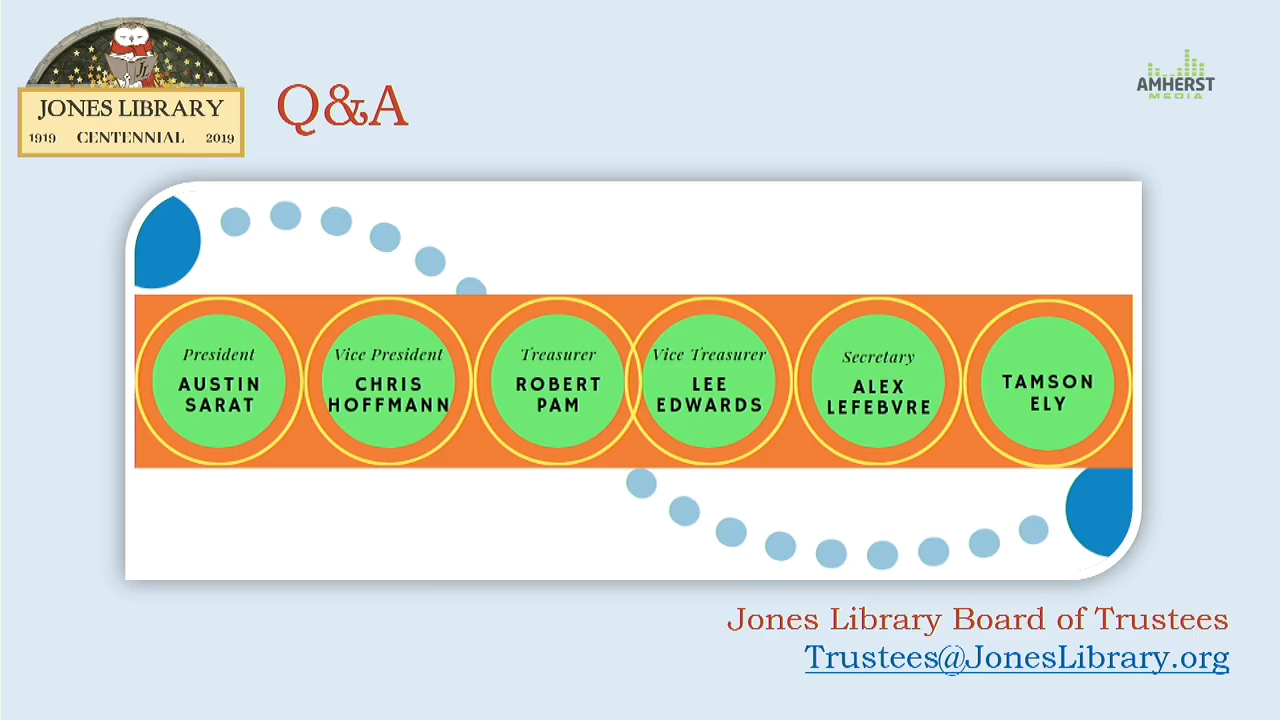 JONES LIBRARY
1919 CENTENNIAL 2019
Q&A
AMHERST
MEDIA
President
AUSTIN
SARAT
Vice President
CHRIS
HOFFMANN
Treasurer
ROBERT
PAM
Vice Treasurer
LEE
EDWARDS
Secretary
ALEX
LEFEBVRE
TAMSON
ELY
Jones Library Board of Trustees
Trustees@JonesLibrary.org